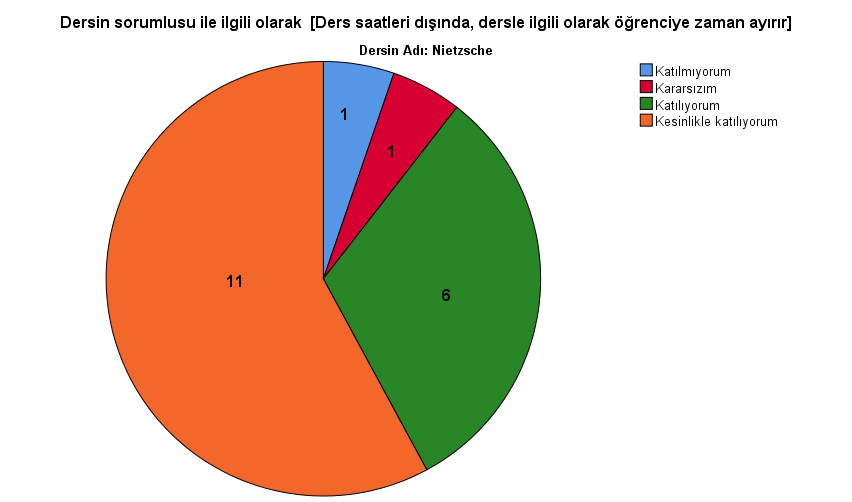 Dersin sorumlusu ile ilgili olarak  [Ders saatleri dışında, dersle ilgili olarak öğrenciye zaman ayırır]
Dersin Adı: Nietzsche
Katılmıyorum
Kararsızım
Katılıyorum
Kesinlikle katılıyorum
1
1
11
6